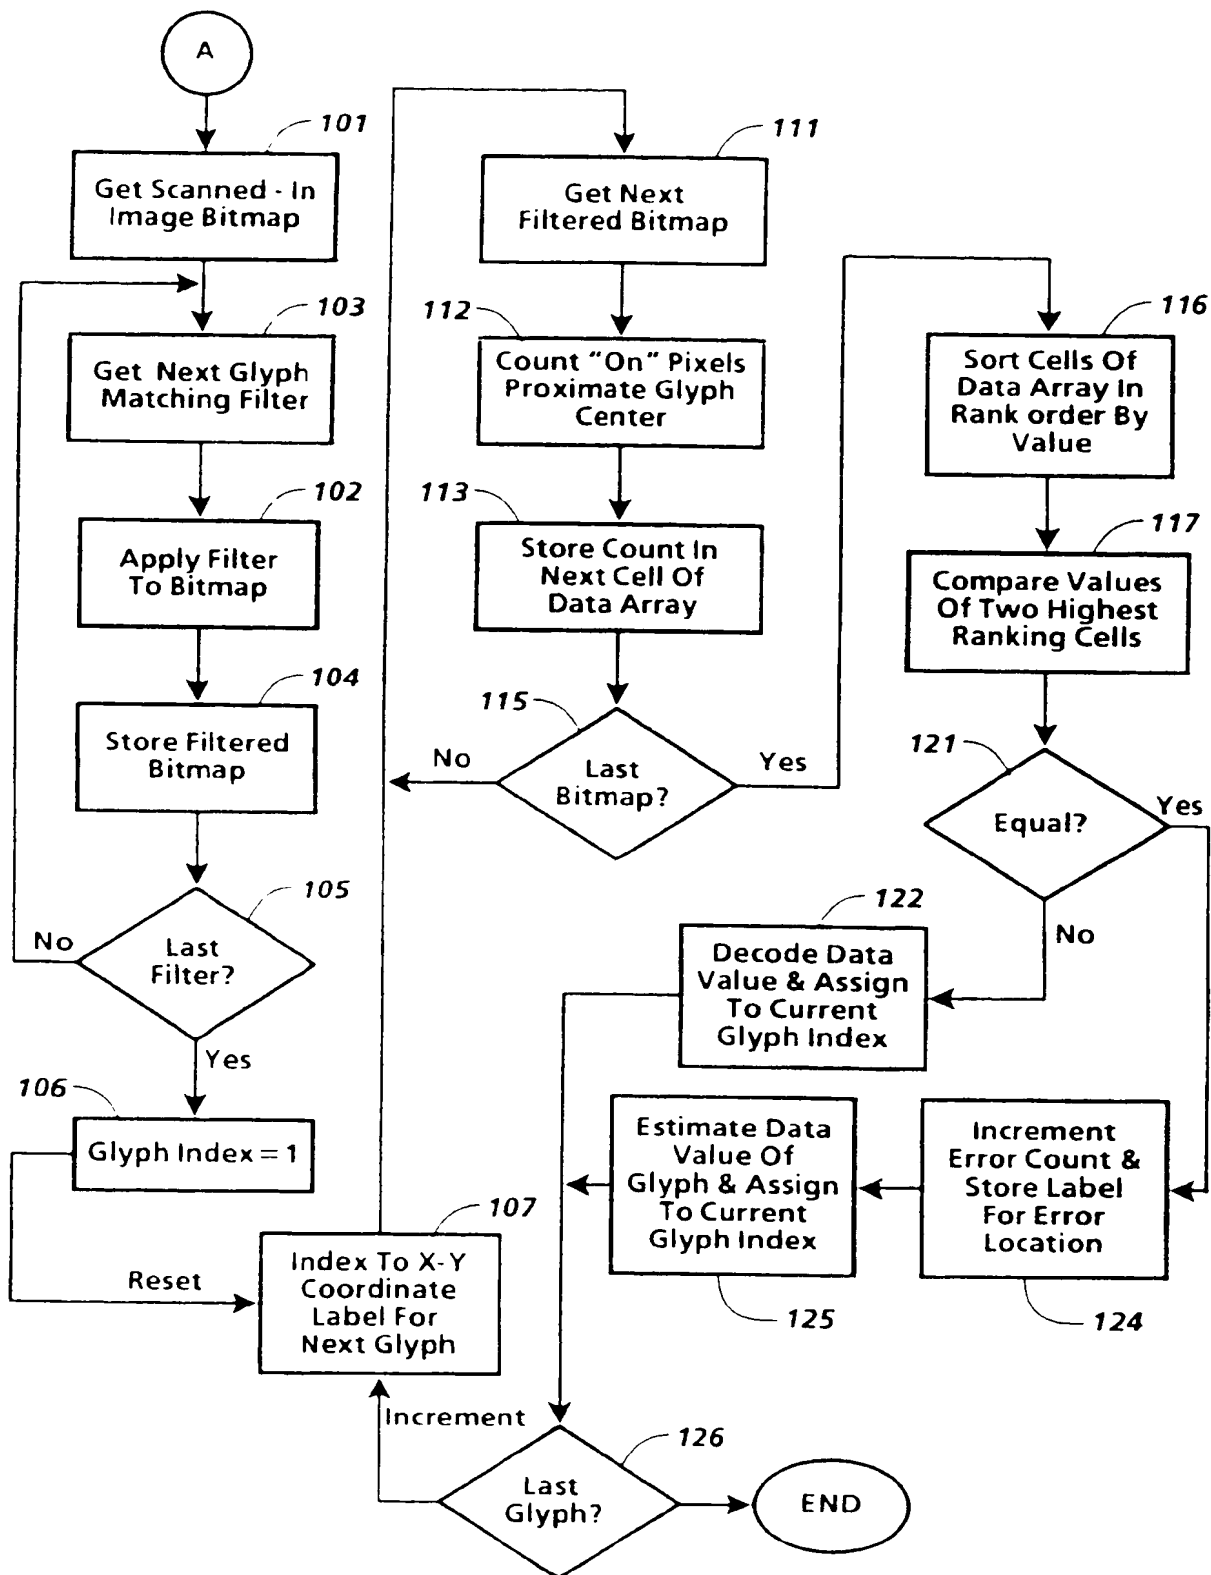 A
101
Get Scanned - In
Image Bitmap
103
Get Next Glyph
Matching Filter
102
Apply Filter
To Bitmap
104
Store Filtered
Bitmap
105
Last
Filter?
No
Yes
106
Glyph Index = 1
Reset
107
Index To X-Y
Coordinate
Label For
Next Glyph
111
Get Next
Filtered Bitmap
112
Count "On" Pixels
Proximate Glyph
Center
113
Store Count In
Next Cell Of
Data Array
115
Last
Bitmap?
No
Yes
116
Sort Cells Of
Data Array In
Rank order By
Value
117
Compare Values
Of Two Highest
Ranking Cells
121
Equal?
Yes
No
122
Decode Data
Value & Assign
To Current
Glyph Index
124
Increment
Error Count &
Store Label
For Error
Location
125
Estimate Data
Value Of
Glyph & Assign
To Current
Glyph Index
126
Last
Glyph?
Increment
END